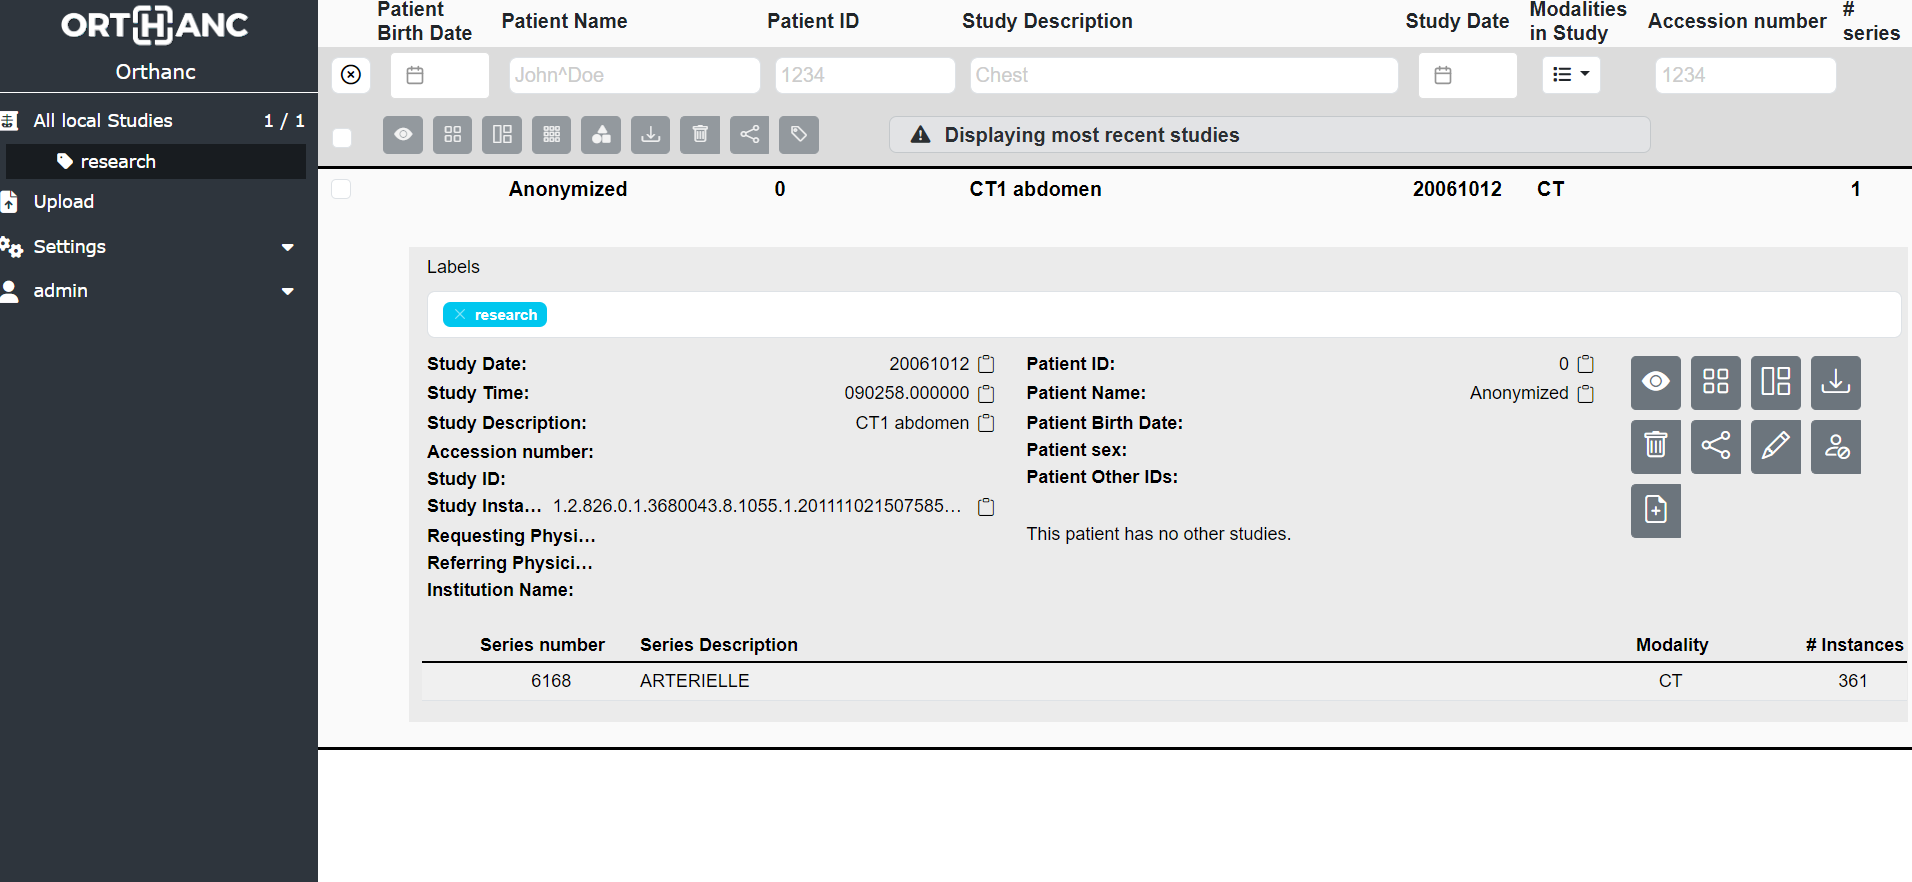 ORTHANC
Orthanc
All local Studies 1 / 1
research
Upload
Settings
admin
Patient Birth Date Patient Name Patient ID Study Description Study Date Modalities in Study Accession number # series
John^Doe 1234 Chest 1234
Displaying most recent studies
Anonymized 0 CT1 abdomen 20061012 CT 1
Labels
research
Study Date: 20061012
Study Time: 090258.000000
Study Description: CT1 abdomen
Accession number:
Study ID:
Study Insta... 1.2.826.0.1.3680043.8.1055.1.201111021507585...
Requesting Physi...
Referring Physici...
Institution Name:
Patient ID: 0
Patient Name: Anonymized
Patient Birth Date:
Patient sex:
Patient Other IDs:
This patient has no other studies.
Series number Series Description Modality # Instances
6168 ARTERIELLE CT 361